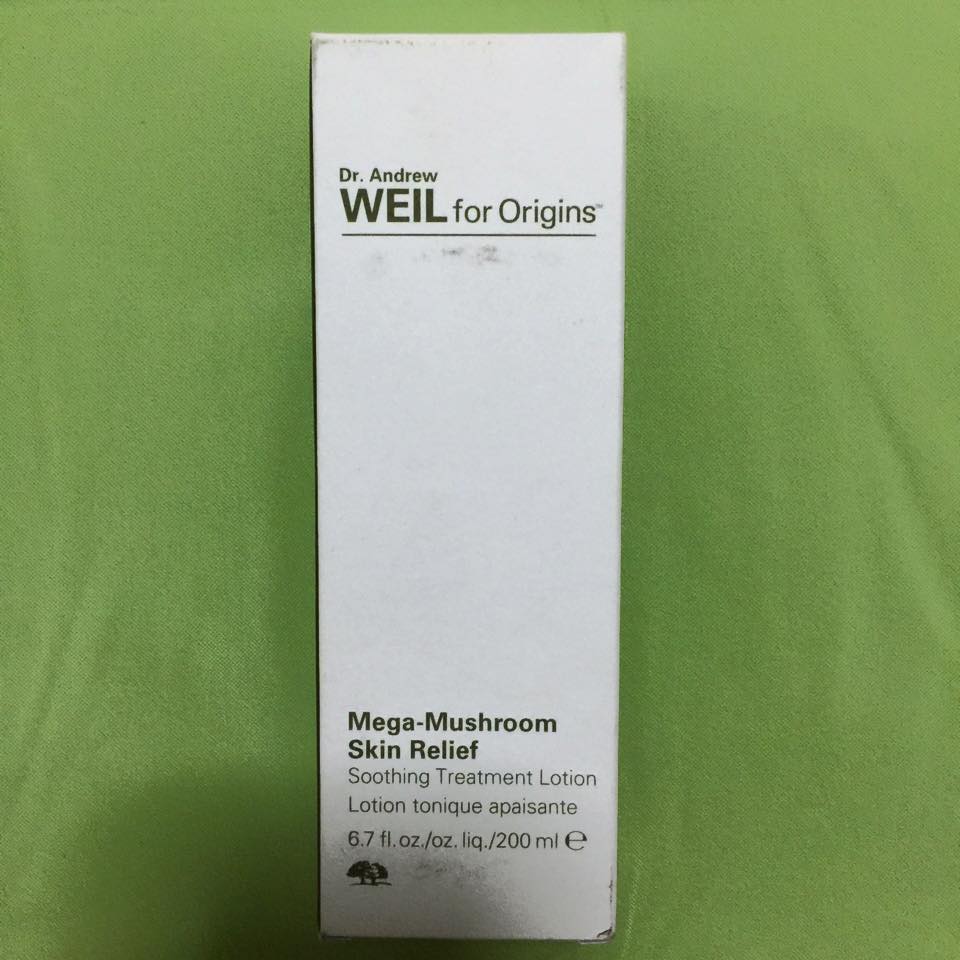 Dr. Andrew
WEIL for Origins™
Mega-Mushroom
Skin Relief
Soothing Treatment Lotion
Lotion tonique apaisante
6.7 fl. oz./oz. liq./200 ml ℮